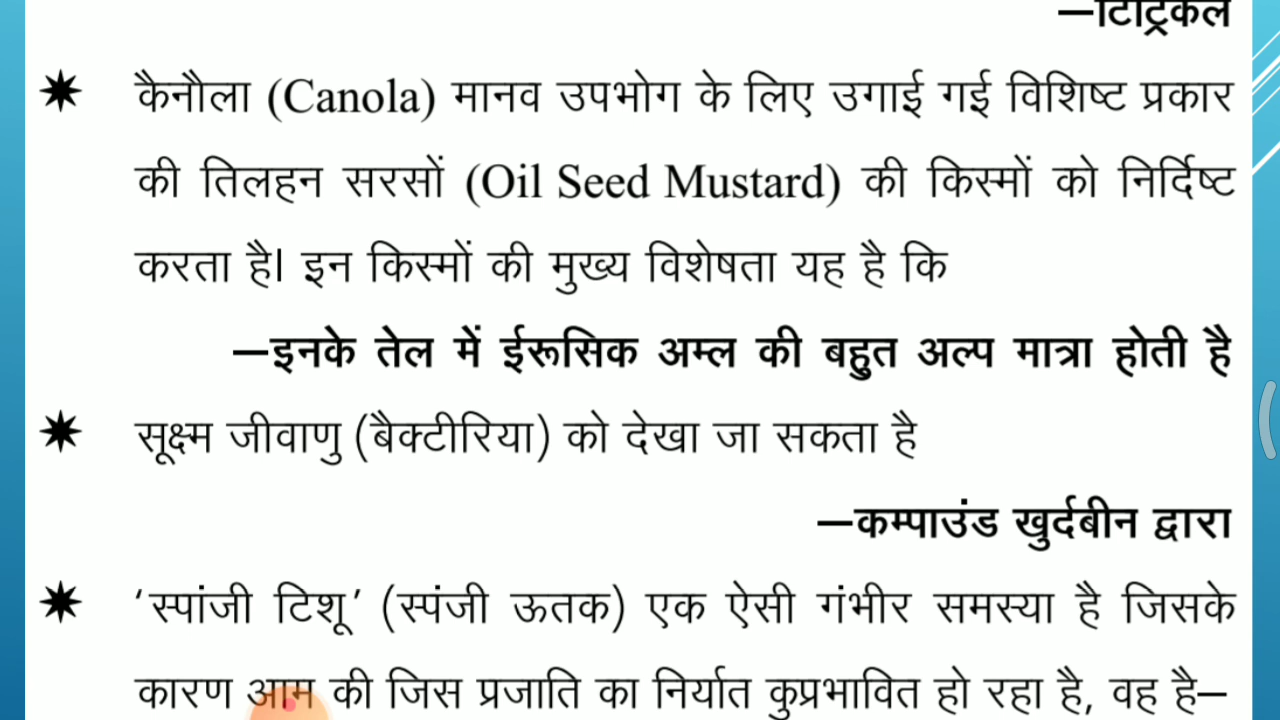 —टिट्रिकेल
✷ कैनौला (Canola) मानव उपभोग के लिए उगाई गई विशिष्ट प्रकार
की तिलहन सरसों (Oil Seed Mustard) की किस्मों को निर्दिष्ट
करता है। इन किस्मों की मुख्य विशेषता यह है कि
—इनके तेल में ईरूसिक अम्ल की बहुत अल्प मात्रा होती है
✷ सूक्ष्म जीवाणु (बैक्टीरिया) को देखा जा सकता है
—कम्पाउंड खुर्दबीन द्वारा
✷ ‘स्पांजी टिशू’ (स्पंजी ऊतक) एक ऐसी गंभीर समस्या है जिसके
कारण आम की जिस प्रजाति का निर्यात कुप्रभावित हो रहा है, वह है—